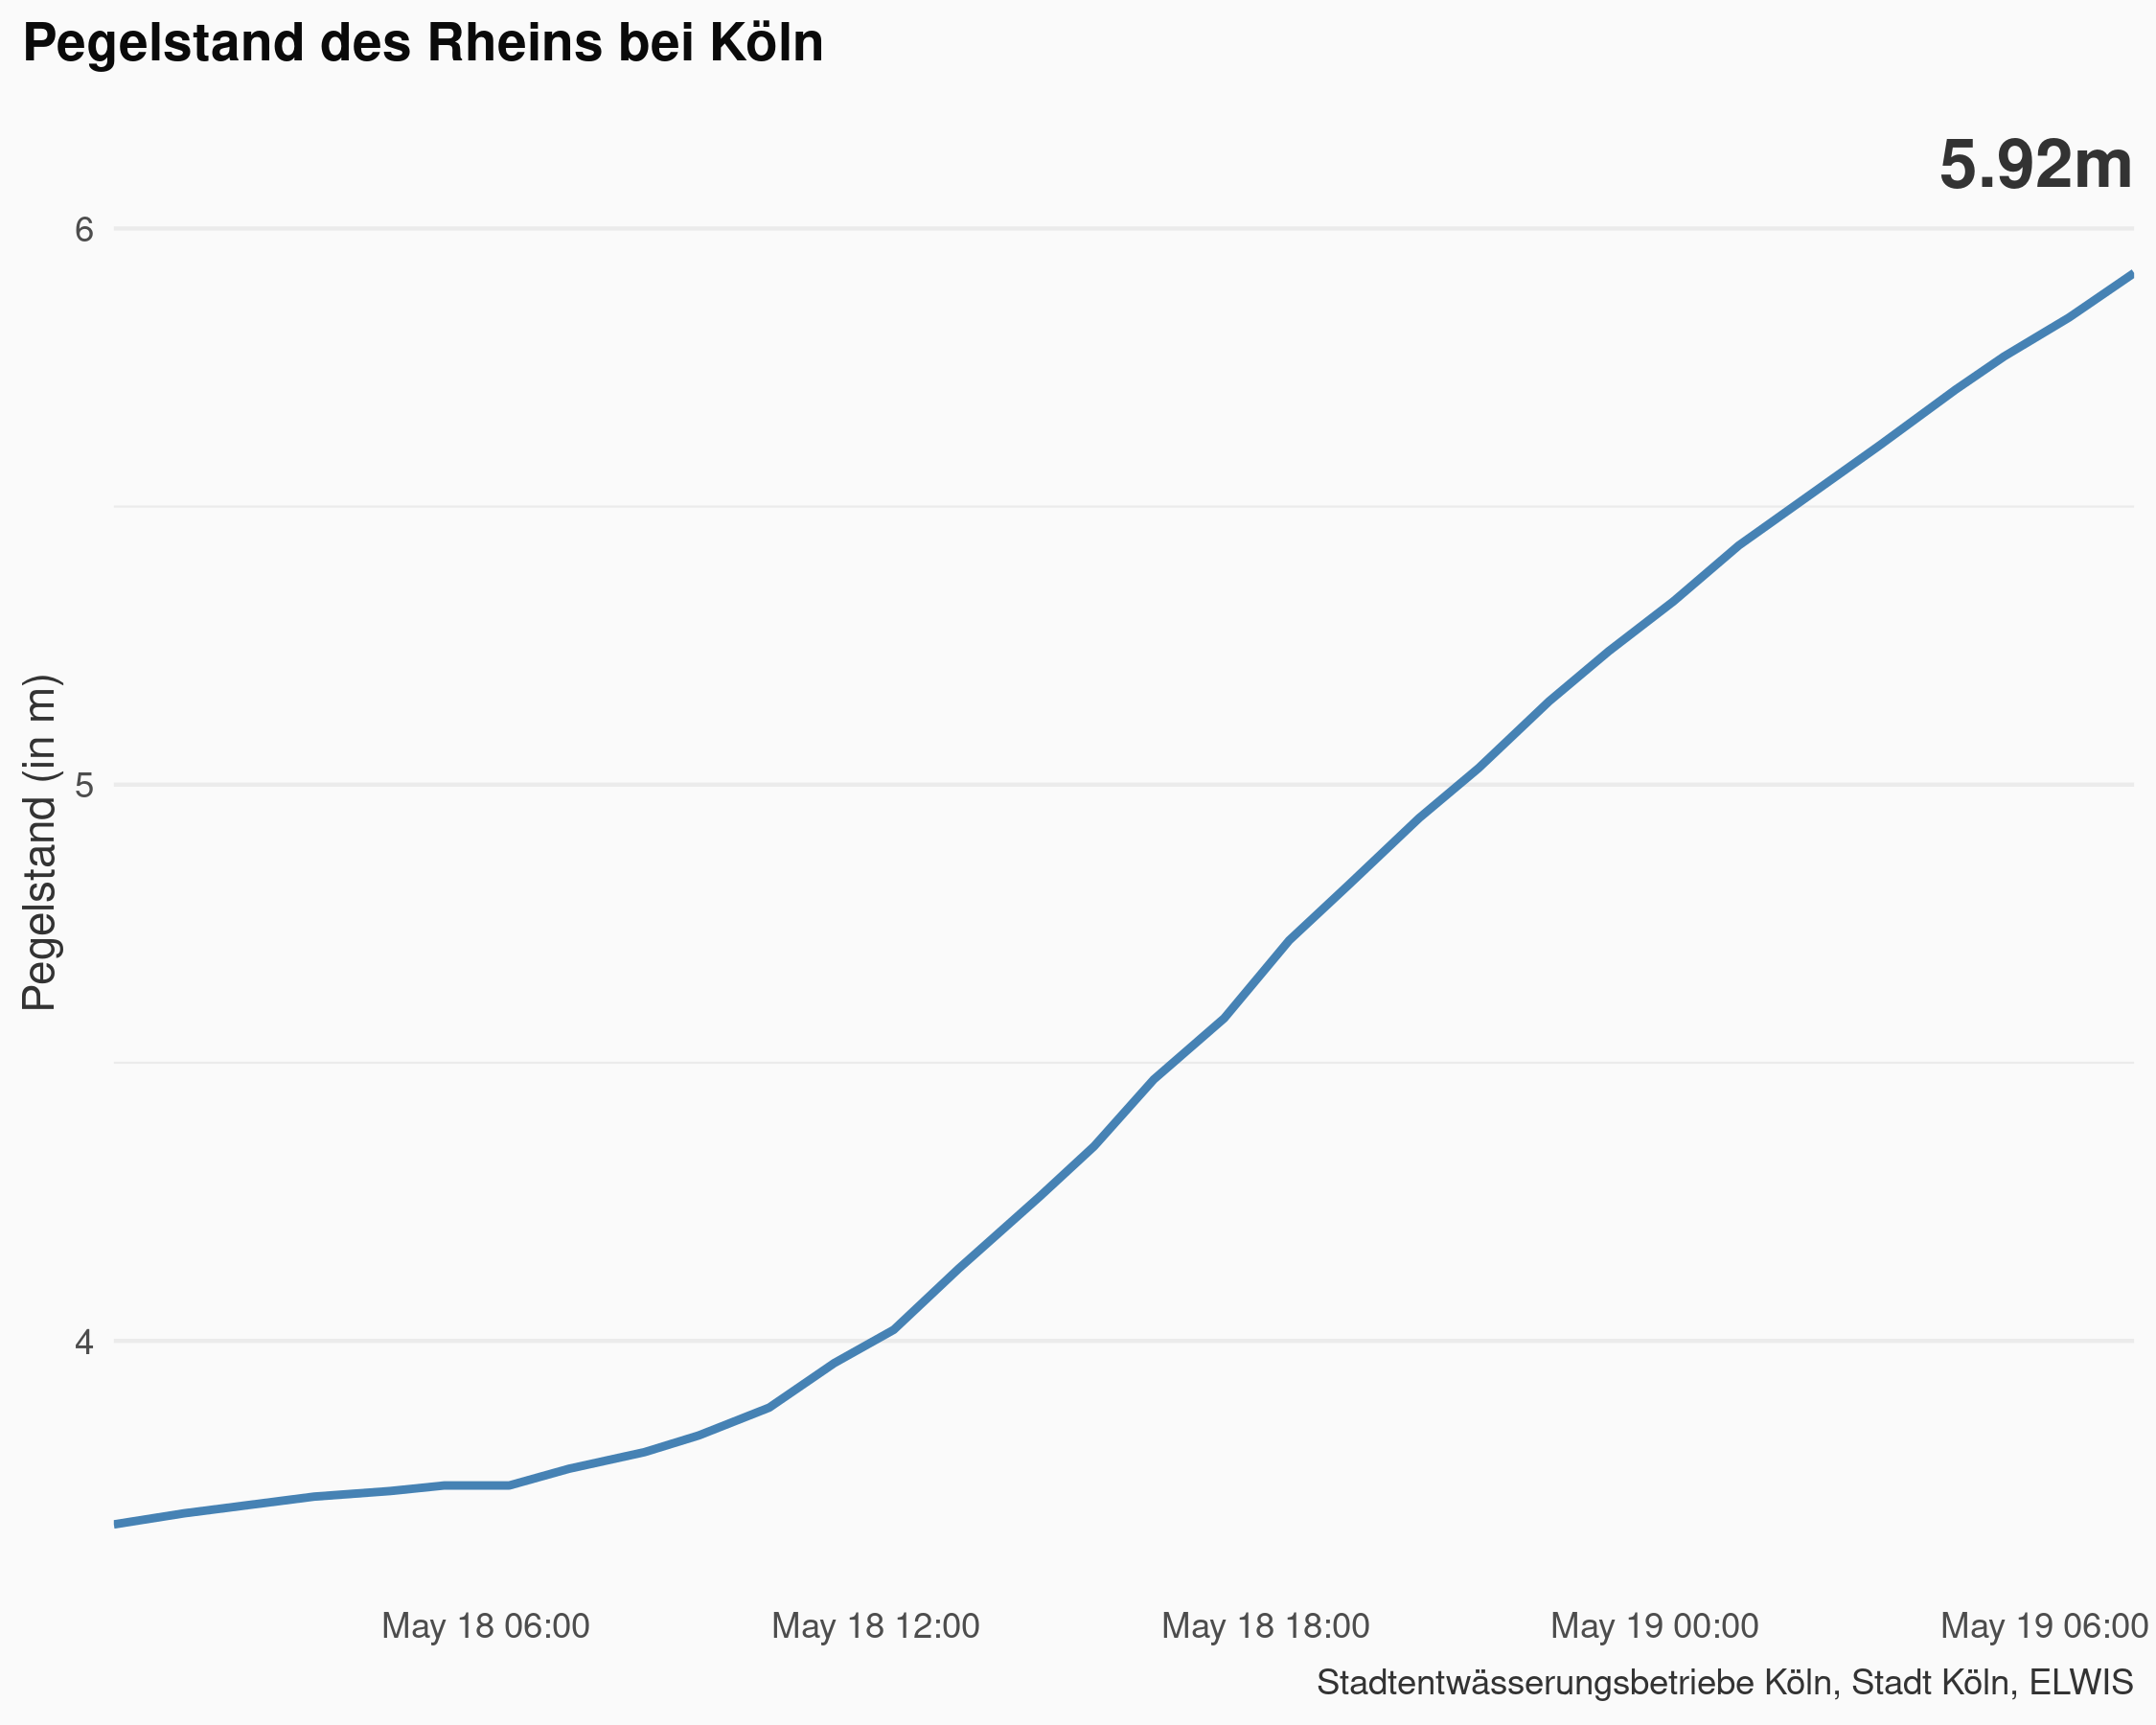 Pegelstand des Rheins bei Köln
5.92m
6
5
4
Pegelstand (in m)
May 18 06:00
May 18 12:00
May 18 18:00
May 19 00:00
May 19 06:00
Stadtentwässerungsbetriebe Köln, Stadt Köln, ELWIS